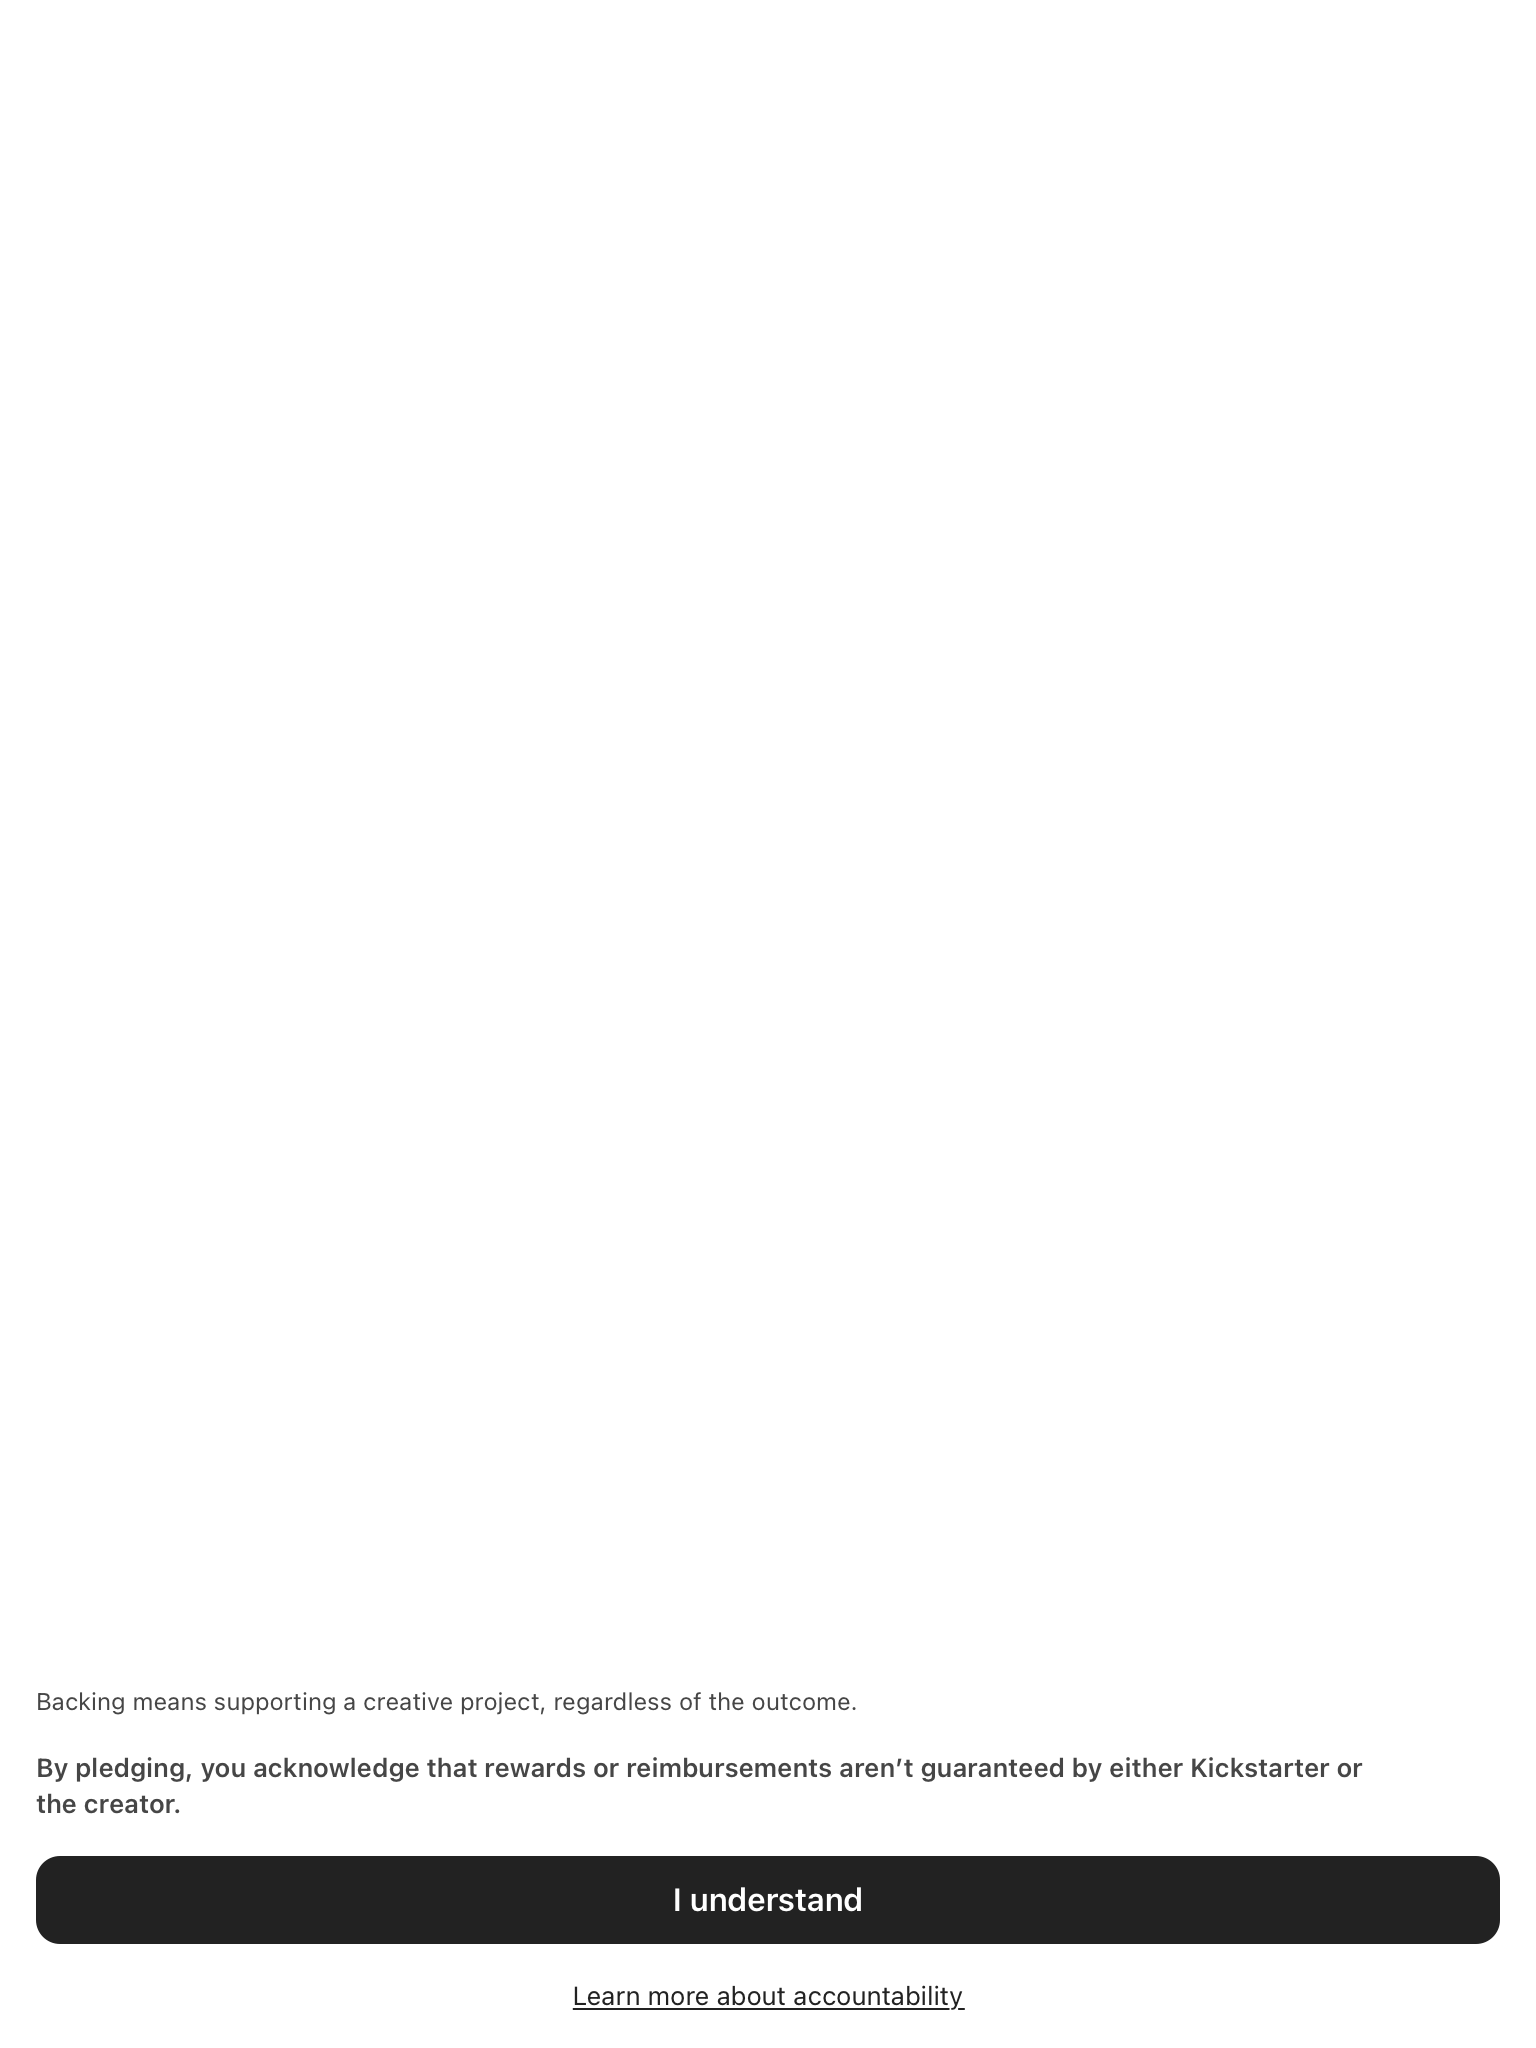 Backing means supporting a creative project, regardless of the outcome.
By pledging, you acknowledge that rewards or reimbursements aren’t guaranteed by either Kickstarter or
the creator.
I understand
Learn more about accountability